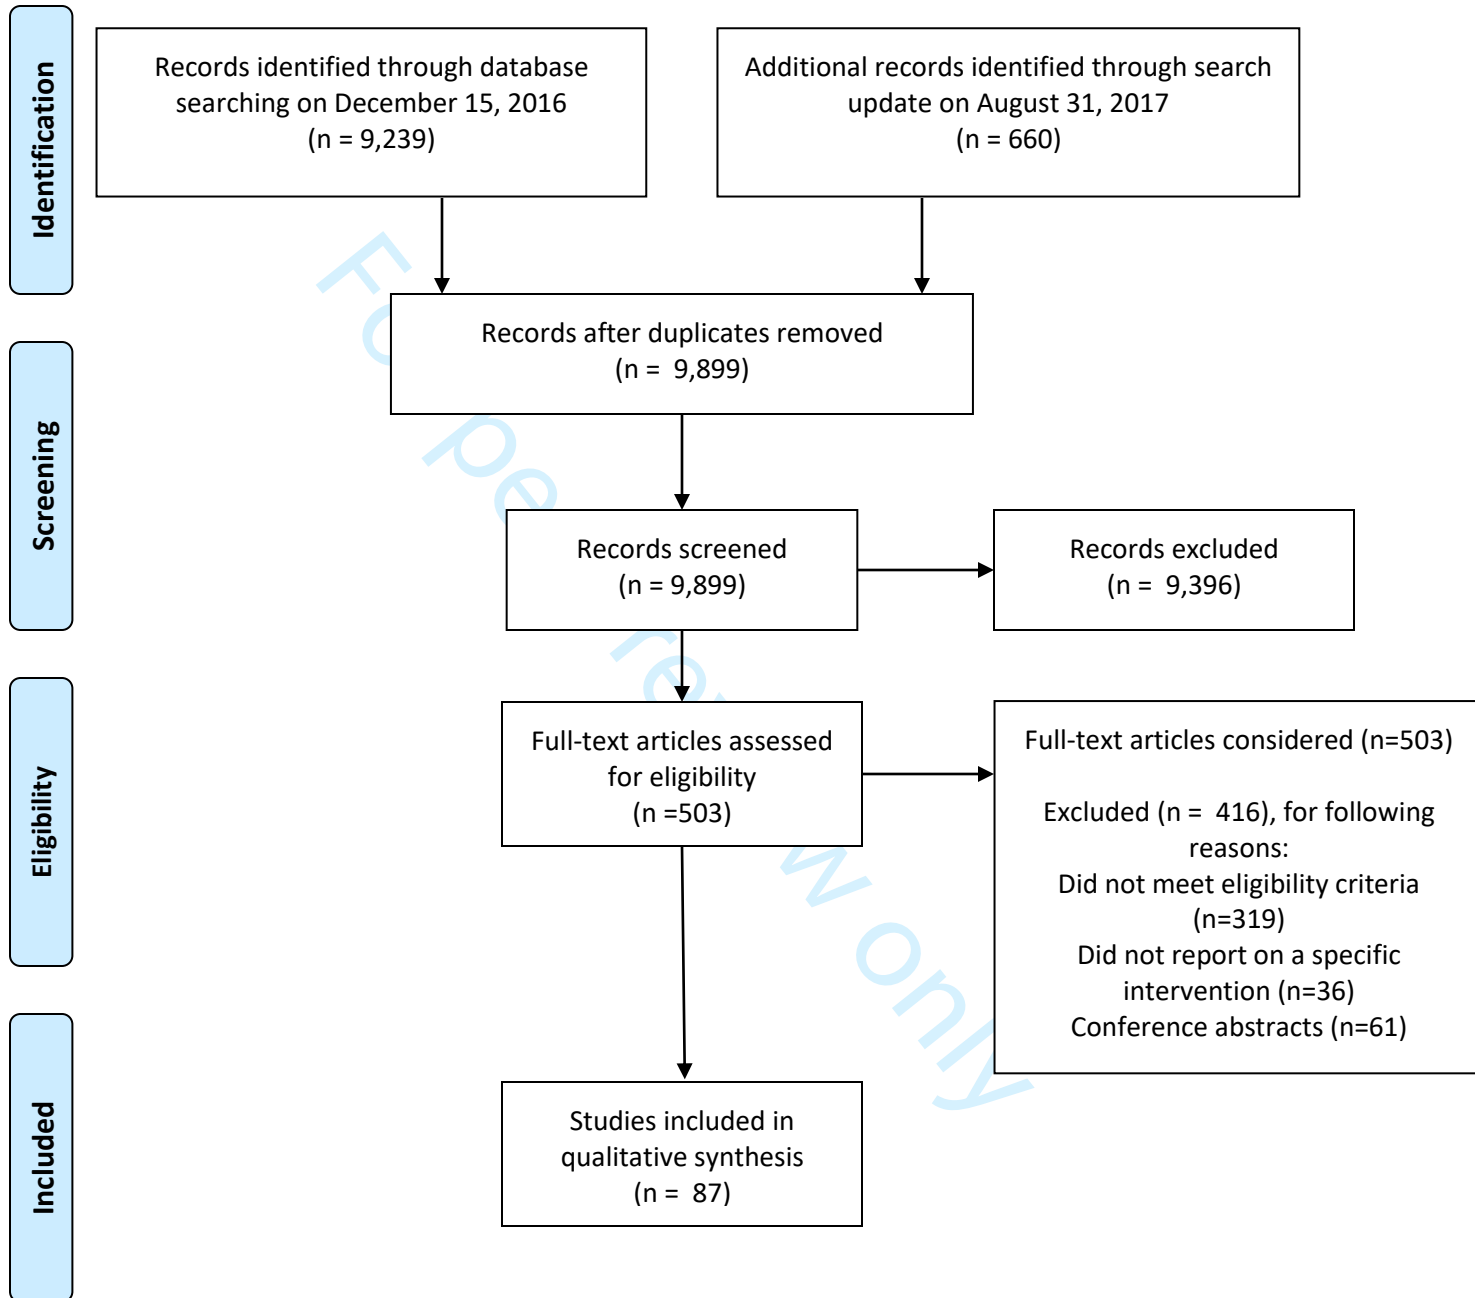 Identification
Records identified through database
searching on December 15, 2016
(n = 9,239)
Additional records identified through search
update on August 31, 2017
(n = 660)
Records after duplicates removed
(n =  9,899)
Screening
Records screened
(n = 9,899)
Records excluded
(n =  9,396)
Eligibility
Full-text articles assessed
for eligibility
(n =503)
Full-text articles considered (n=503)
Excluded (n =  416), for following
reasons:
Did not meet eligibility criteria
(n=319)
Did not report on a specific
intervention (n=36)
Conference abstracts (n=61)
Included
Studies included in
qualitative synthesis
(n =  87)
For pe rev w only